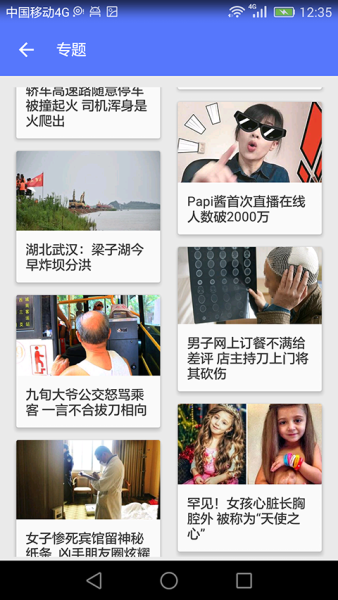 中国移动4G
4G
12:35
专题
轿车高速路随意停车
被撞起火 司机浑身是
火爬出
湖北武汉：梁子湖今
早炸坝分洪
九旬大爷公交怒骂乘
客 一言不合拔刀相向
女子惨死宾馆留神秘
纸条 凶手朋友圈炫耀
Papi酱首次直播在线
人数破2000万
男子网上订餐不满给
差评 店主持刀上门将
其砍伤
罕见！女孩心脏长胸
腔外 被称为“天使之
心”